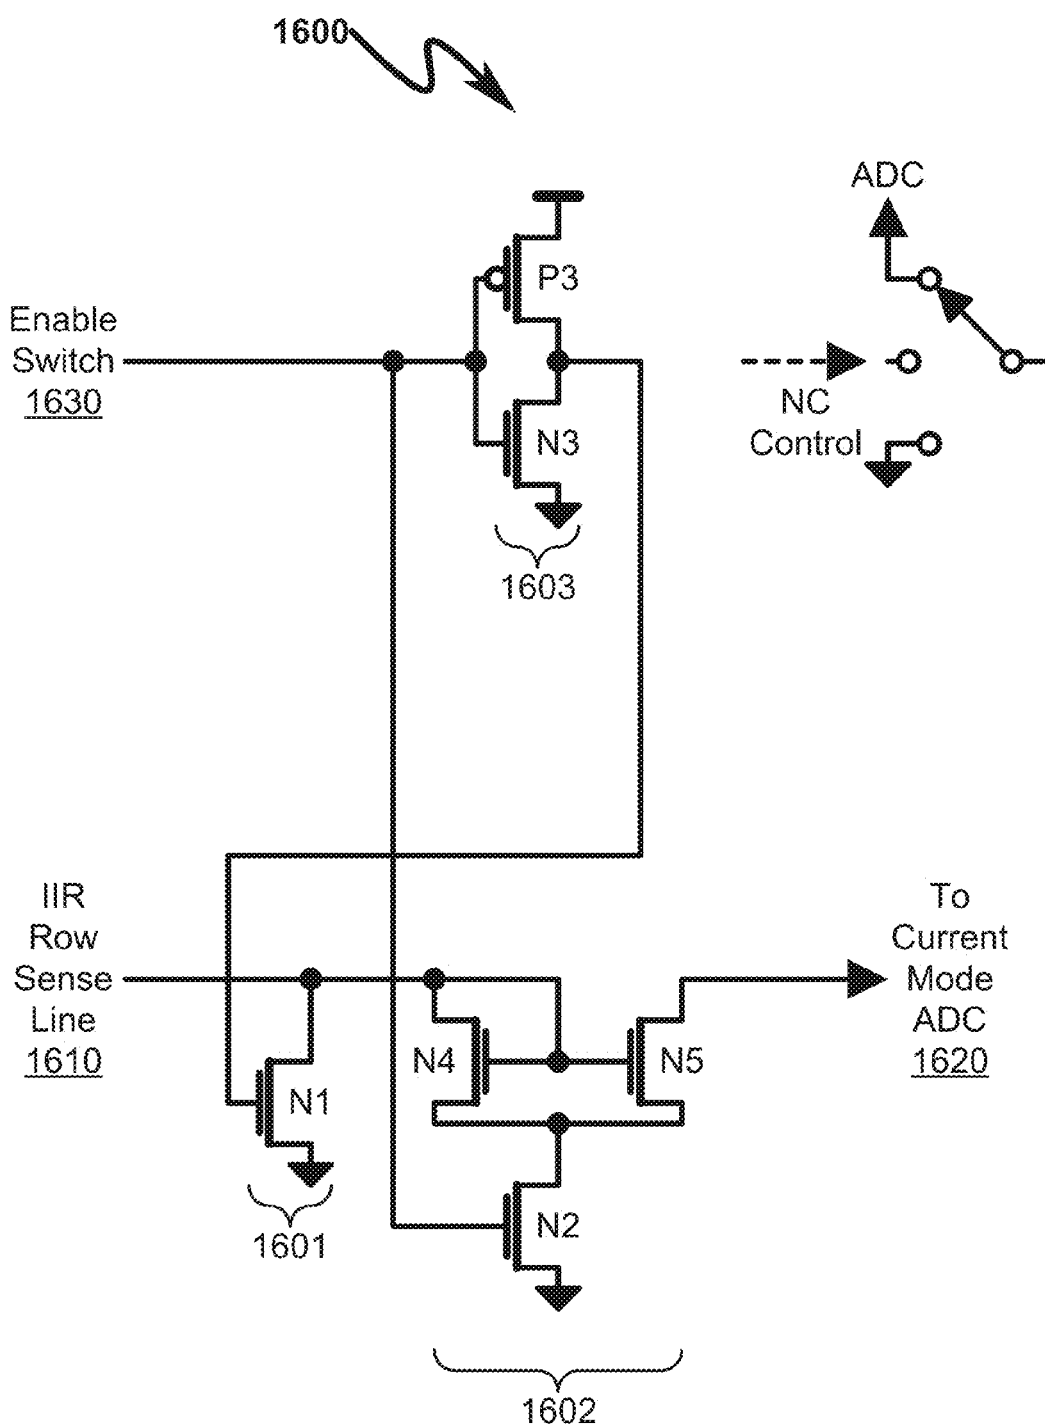 1600
ADC
P3
Enable
Switch
1630
NC
Control
N3
1603
IIR
Row
Sense
Line
1610
To
Current
Mode
ADC
1620
N4
N5
N1
1601
N2
1602